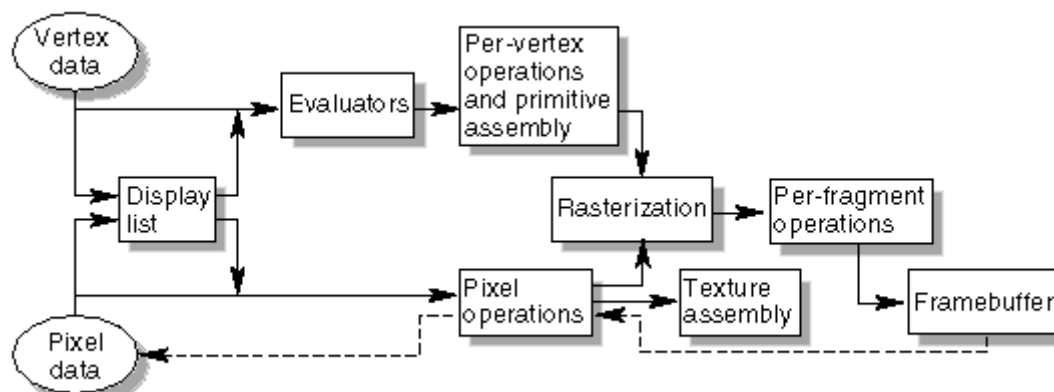 Vertex
data
Evaluators
Per-vertex
operations
and primitive
assembly
Display
list
Rasterization
Per-fragment
operations
Pixel
operations
Texture
assembly
Framebuffer
Pixel
data